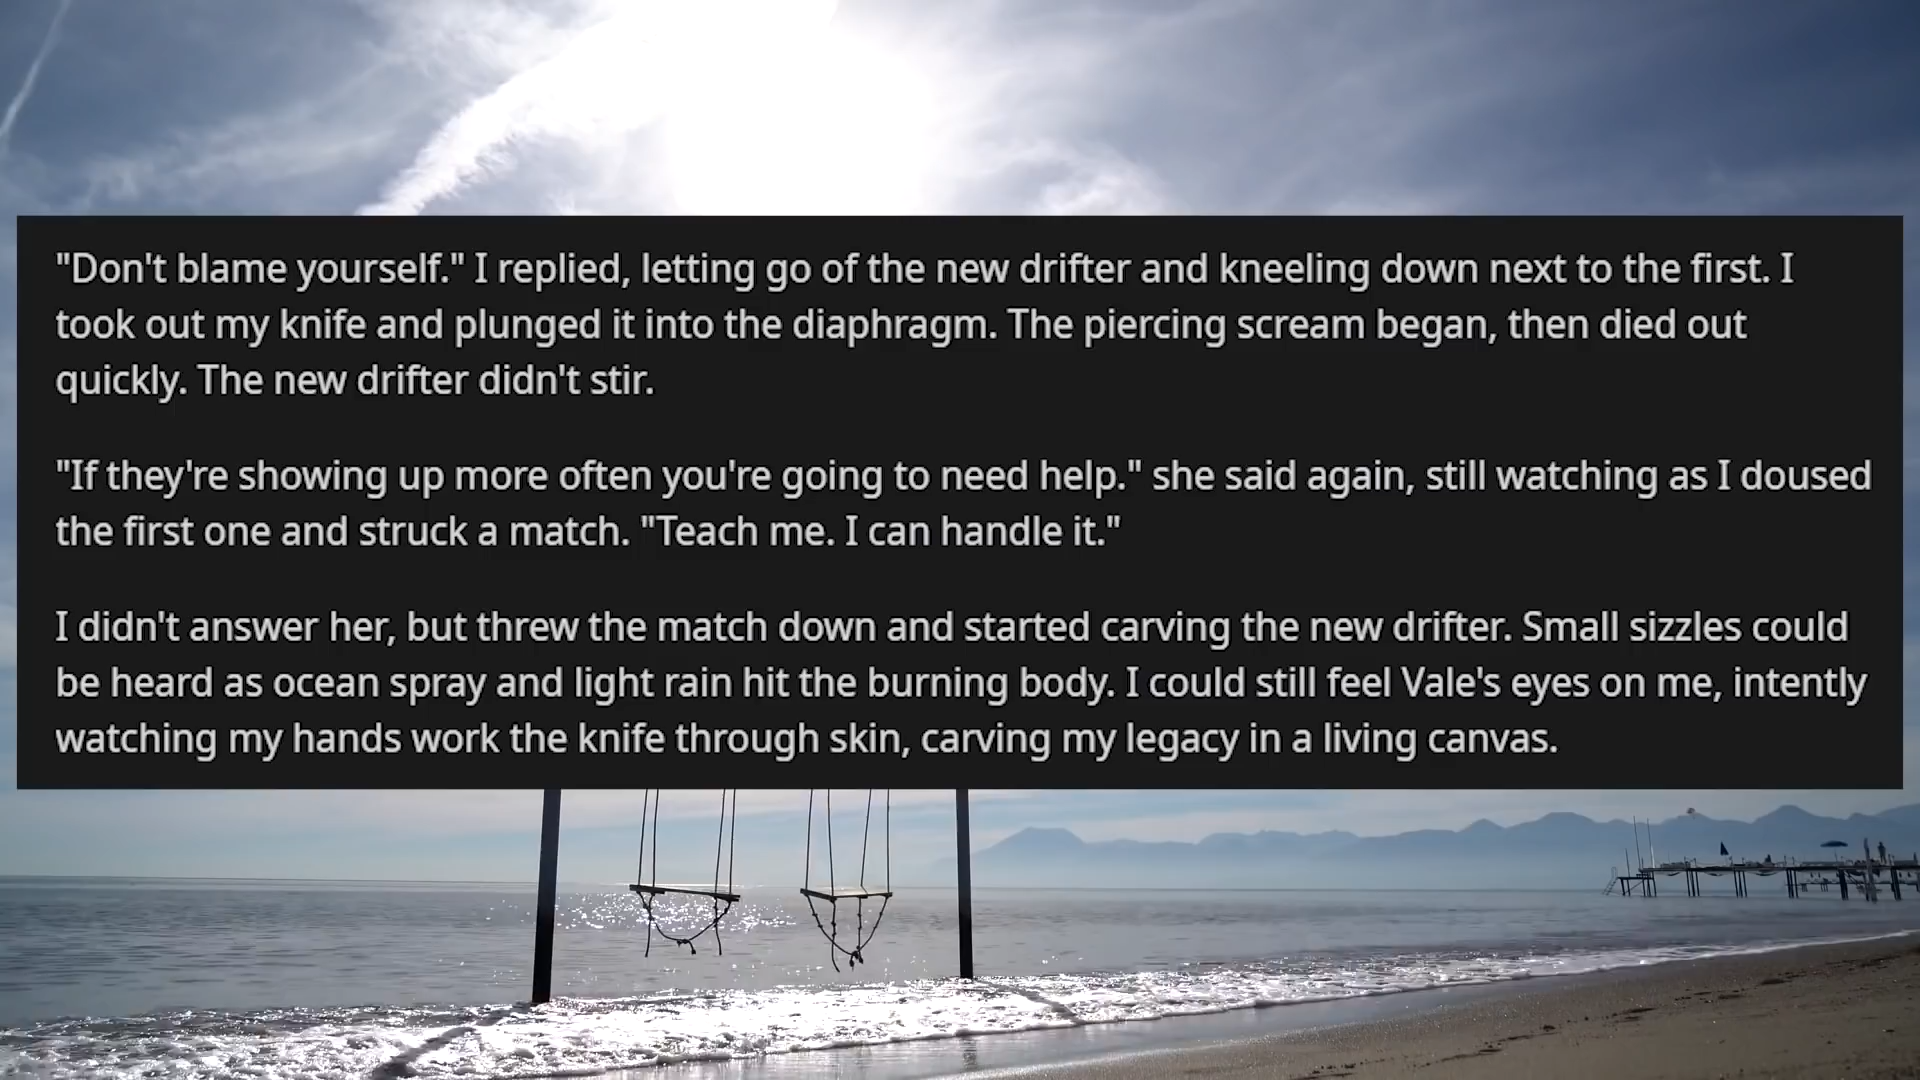 "Don't blame yourself." I replied, letting go of the new drifter and kneeling down next to the first. I
took out my knife and plunged it into the diaphragm. The piercing scream began, then died out
quickly. The new drifter didn't stir.
"If they're showing up more often you're going to need help." she said again, still watching as I doused
the first one and struck a match. "Teach me. I can handle it."
I didn't answer her, but threw the match down and started carving the new drifter. Small sizzles could
be heard as ocean spray and light rain hit the burning body. I could still feel Vale's eyes on me, intently
watching my hands work the knife through skin, carving my legacy in a living canvas.